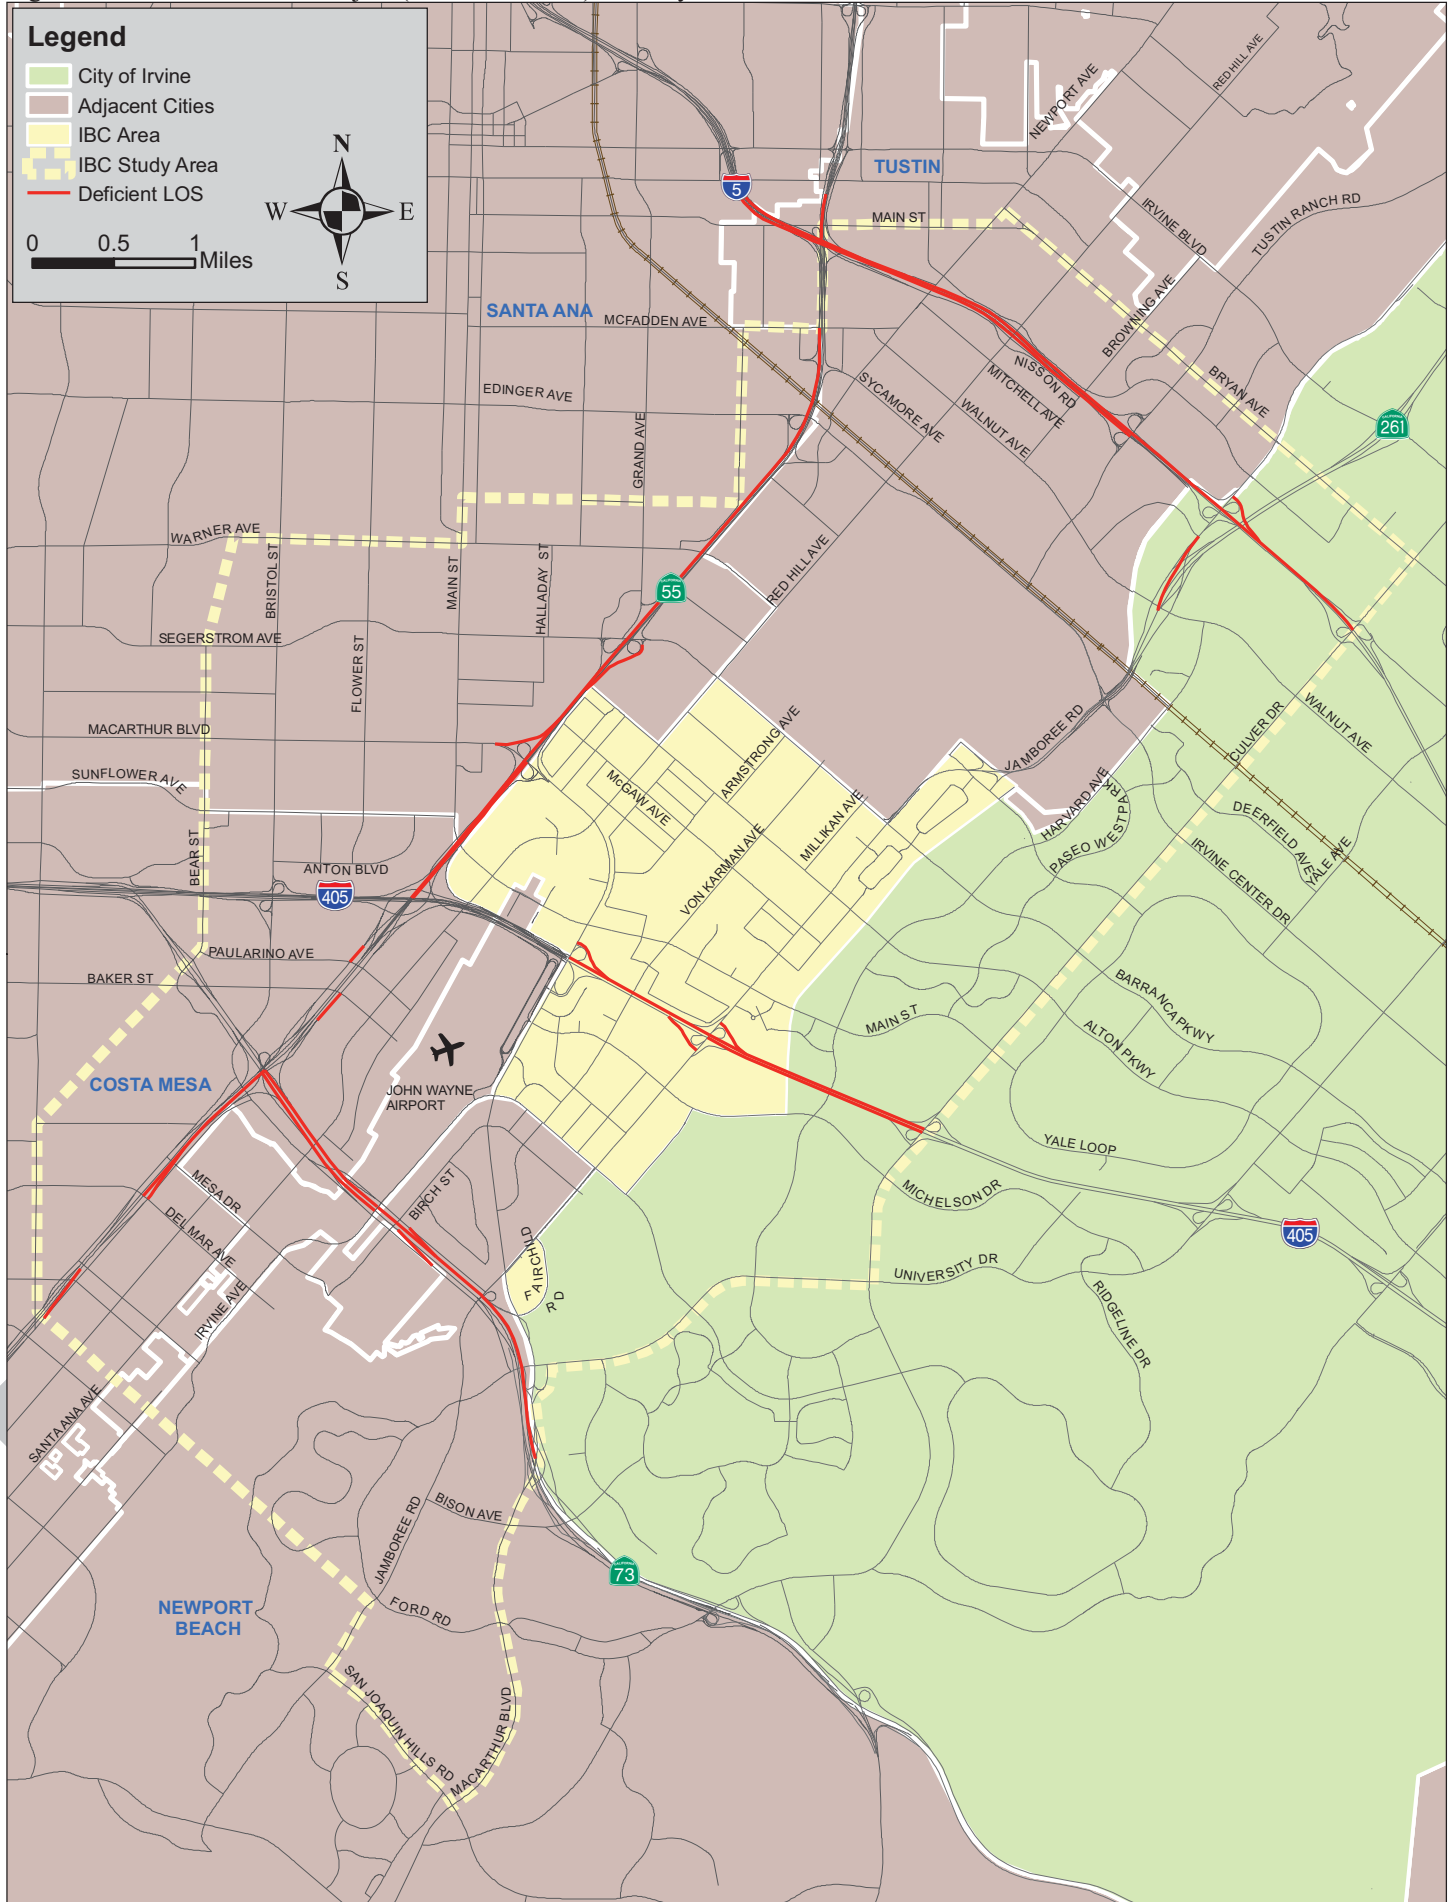 Legend
City of Irvine
Adjacent Cities
IBC Area
IBC Study Area
Deficient LOS
N
W
E
S
0
0.5
1
Miles
NEWPORT AVE
RED HILL AVE
TUSTIN
5
MAIN ST
IRVINE BLVD
TUSTIN RANCH RD
SANTA ANA
MCFADDEN AVE
BROWNING AVE
NISSON RD
MITCHELL AVE
BRYAN AVE
EDINGER AVE
SYCAMORE AVE
WALNUT AVE
CALIFORNIA
261
GRAND AVE
WARNER AVE
BRISTOL ST
MAIN ST
HALLADAY ST
RED HILL AVE
CALIFORNIA
55
SEGERSTROM AVE
FLOWER ST
MACARTHUR BLVD
SUNFLOWER AVE
ARMSTRONG AVE
McGAW AVE
JAMBOREE RD
CULVER DR
WALNUT AVE
HARVARD AVE
PASEO WESTPARK
MILLIKAN AVE
VON KARMAN AVE
DEERFIELD AVE
YALE AVE
IRVINE CENTER DR
BEAR ST
ANTON BLVD
405
PAULARINO AVE
BAKER ST
BARRANCA PKWY
MAIN ST
ALTON PKWY
COSTA MESA
JOHN WAYNE
AIRPORT
YALE LOOP
MESA DR
BIRCH ST
MICHELSON DR
DEL MAR AVE
405
FAIRCHILD RD
UNIVERSITY DR
IRVINE AVE
RIDGELINE DR
SANTA ANA AVE
JAMBOREE RD
BISON AVE
CALIFORNIA
73
NEWPORT
BEACH
FORD RD
SAN JOAQUIN HILLS RD
MACARTHUR BLVD